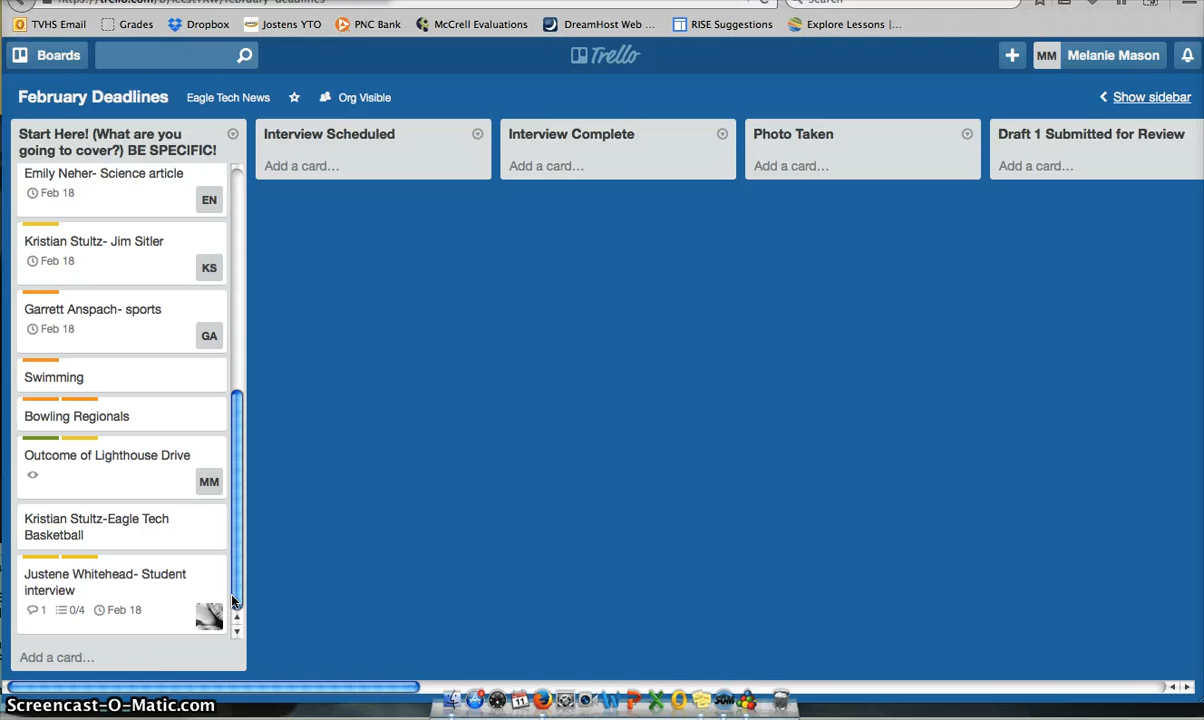 TVHS Email Grades Dropbox Jostens YTO PNC Bank McCrell Evaluations DreamHost Web ... RISE Suggestions Explore Lessons |...
Boards Trello MM Melanie Mason
February Deadlines Eagle Tech News Org Visible Show sidebar
Start Here! (What are you
going to cover?) BE SPECIFIC!
Emily Neher- Science article
Feb 18
EN
Kristian Stultz- Jim Sitler
Feb 18
KS
Garrett Anspach- sports
Feb 18
GA
Swimming
Bowling Regionals
Outcome of Lighthouse Drive
MM
Kristian Stultz-Eagle Tech
Basketball
Justene Whitehead- Student
interview
1 0/4 Feb 18
Add a card…
Interview Scheduled
Add a card…
Interview Complete
Add a card…
Photo Taken
Add a card…
Draft 1 Submitted for Review
Add a card…
Screencast-O-Matic.com